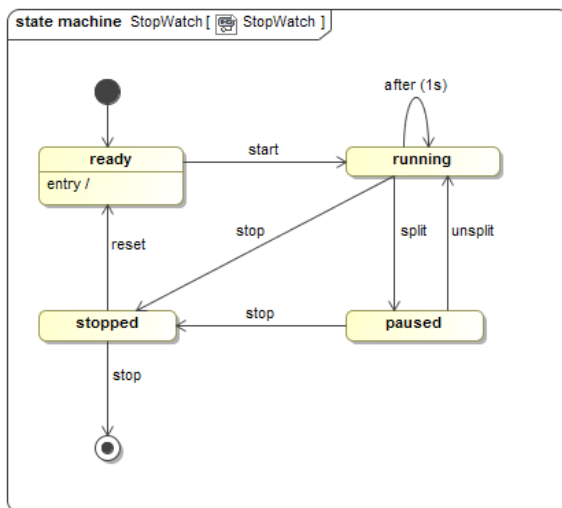 state machine StopWatch [ StopWatch ]
after (1s)
ready
start
running
entry /
stop
split
unsplit
reset
stopped
stop
paused
stop